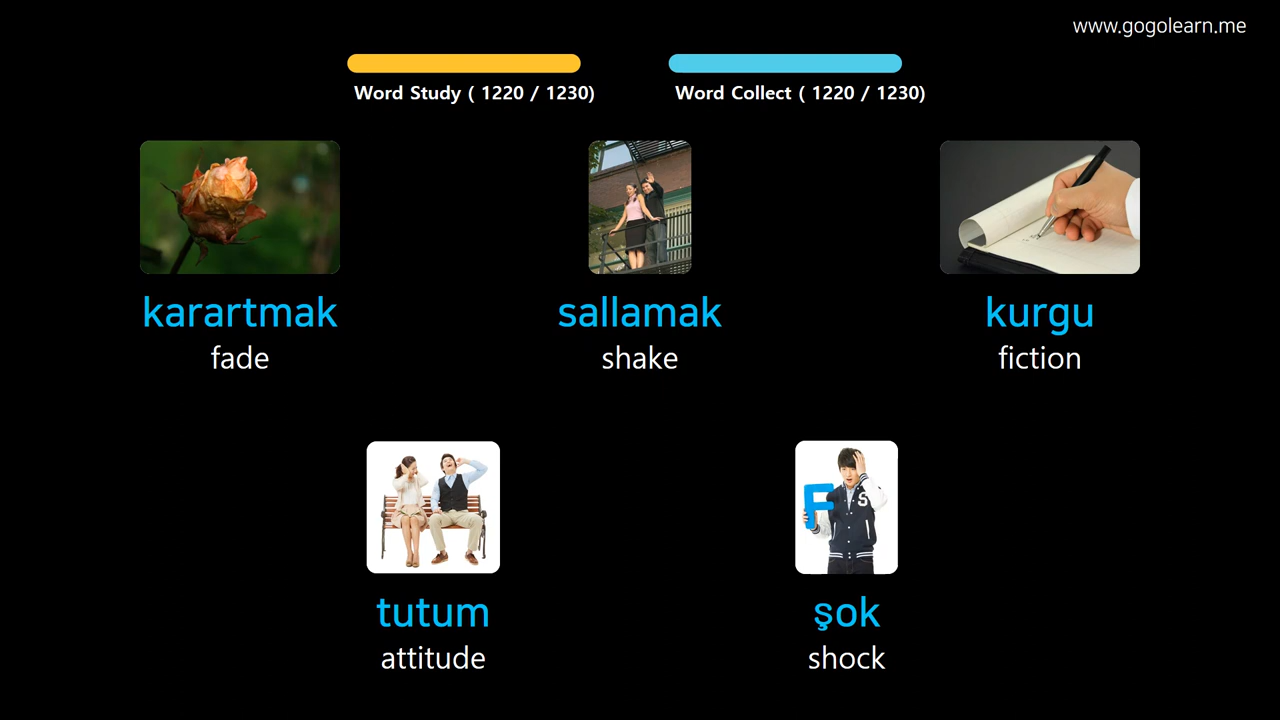 www.gogolearn.me
Word Study ( 1220 / 1230)
Word Collect ( 1220 / 1230)
karartmak
fade
sallamak
shake
kurgu
fiction
F
S
tutum
attitude
şok
shock